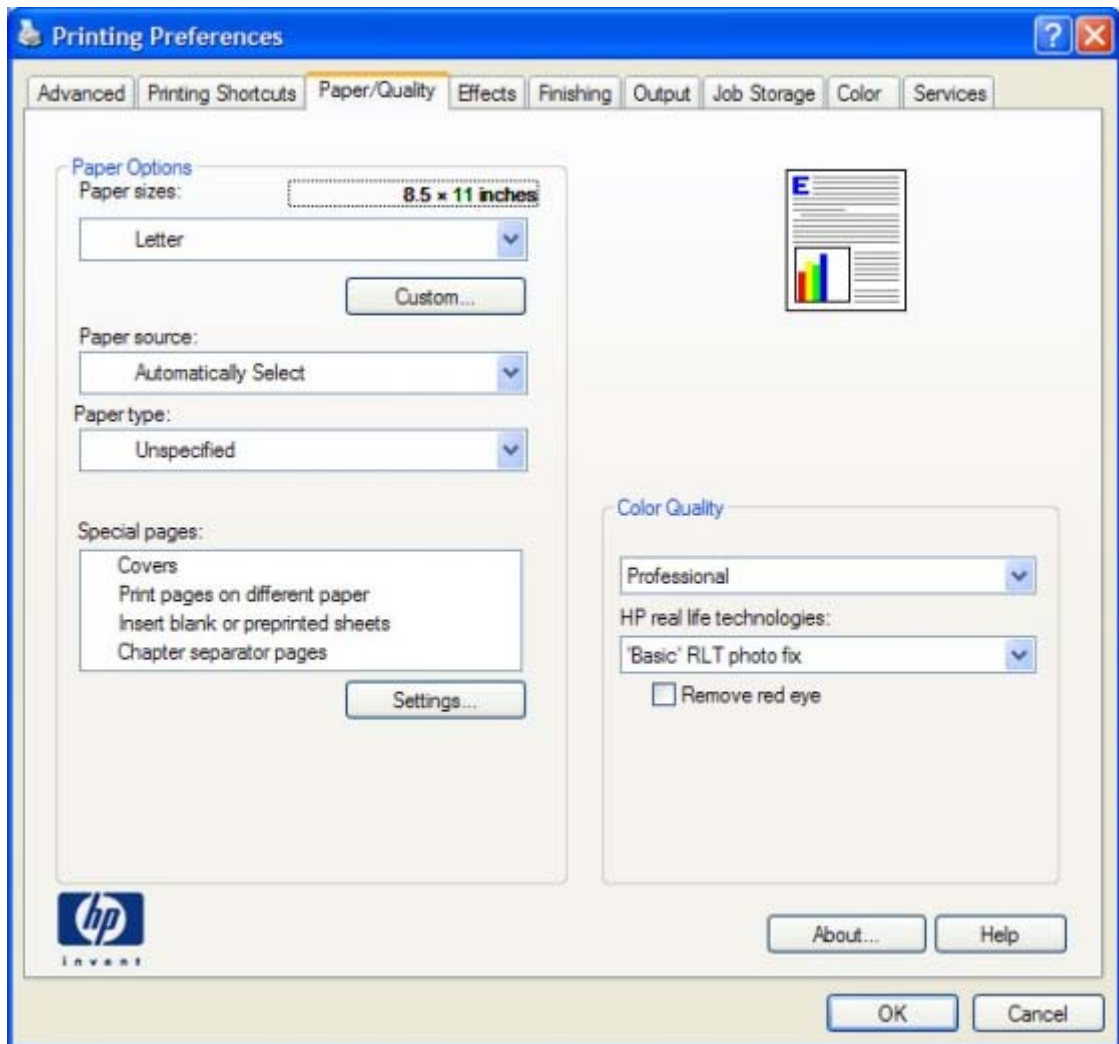 Printing Preferences
Advanced Printing Shortcuts Paper/Quality Effects Finishing Output Job Storage Color Services
Paper Options
Paper sizes: 8.5 × 11 inches
Letter
Custom...
Paper source:
Automatically Select
Paper type:
Unspecified
Special pages:
Covers
Print pages on different paper
Insert blank or preprinted sheets
Chapter separator pages
Settings...
E
Color Quality
Professional
HP real life technologies:
'Basic' RLT photo fix
Remove red eye
hp
invent
About... Help
OK Cancel